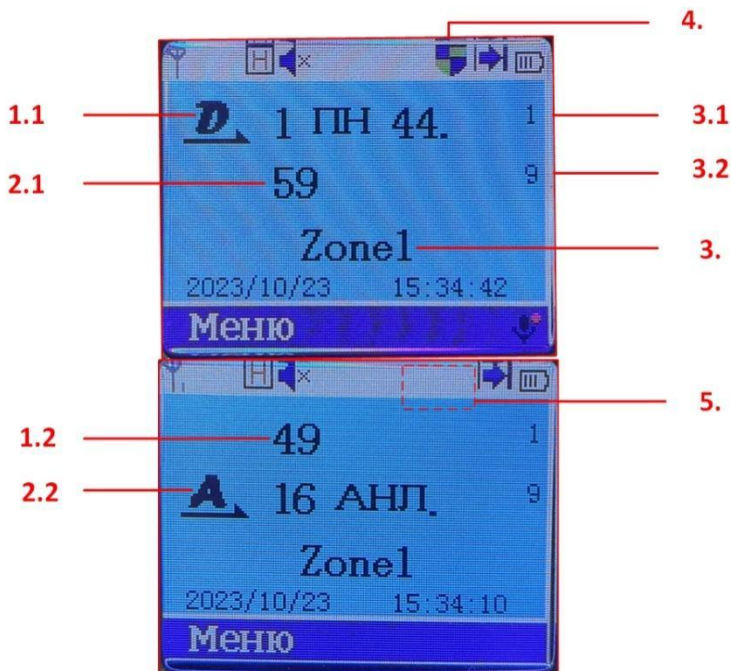 4.
H ×
1.1 D 1 ПН 44. 1 3.1
2.1 59 9 3.2
Zone1 3.
2023/10/23 15:34:42
Меню
H × 5.
1.2 49 1
2.2 A 16 АНЛ. 9
Zone1
2023/10/23 15:34:10
Меню